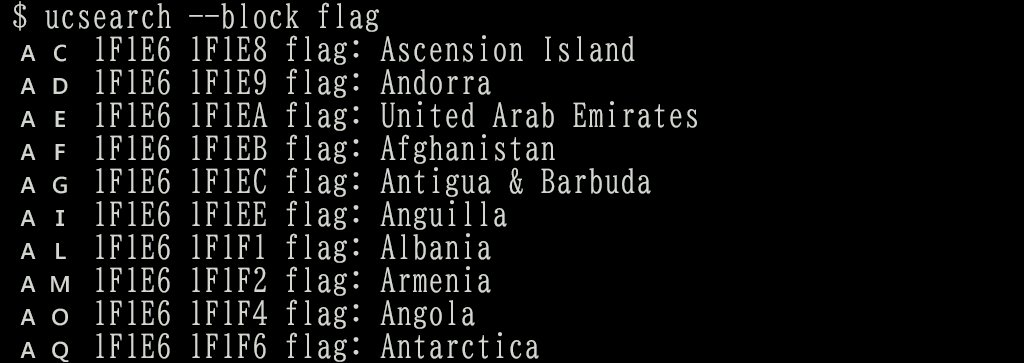 $ ucsearch --block flag
A C 1F1E6 1F1E8 flag: Ascension Island
A D 1F1E6 1F1E9 flag: Andorra
A E 1F1E6 1F1EA flag: United Arab Emirates
A F 1F1E6 1F1EB flag: Afghanistan
A G 1F1E6 1F1EC flag: Antigua & Barbuda
A I 1F1E6 1F1EE flag: Anguilla
A L 1F1E6 1F1F1 flag: Albania
A M 1F1E6 1F1F2 flag: Armenia
A O 1F1E6 1F1F4 flag: Angola
A Q 1F1E6 1F1F6 flag: Antarctica